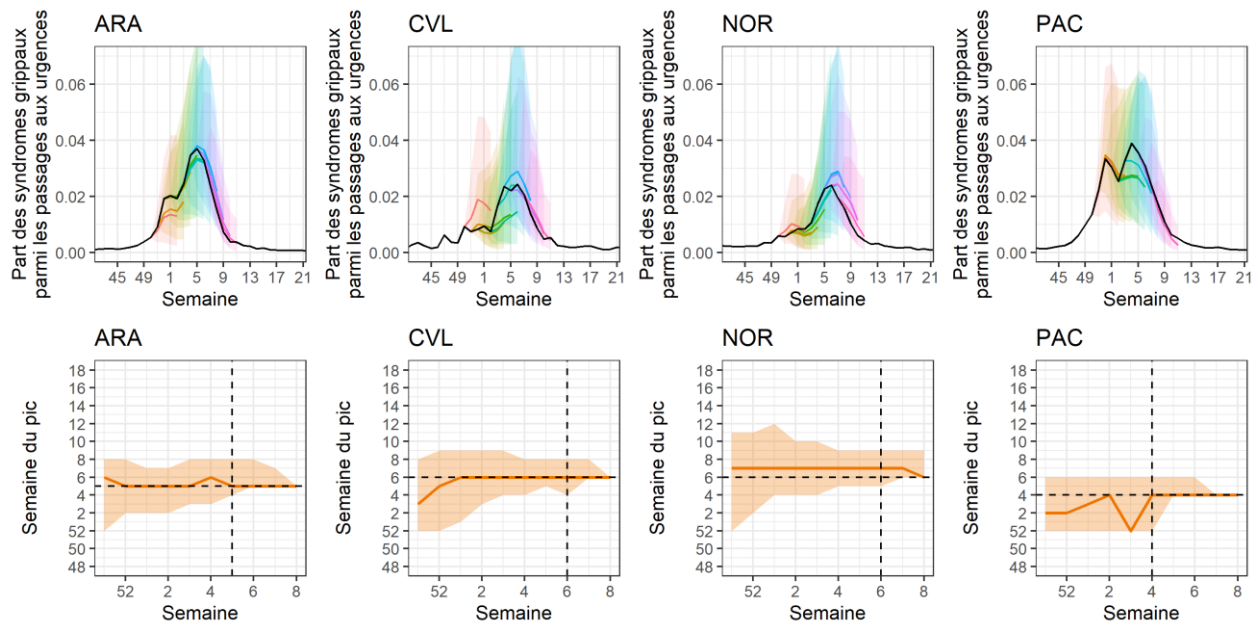 ARA
CVL
NOR
PAC
Part des syndromes grippaux
parmi les passages aux urgences
0.06
0.04
0.02
0.00
45 49 1 5 9 13 17 21
Semaine
Part des syndromes grippaux
parmi les passages aux urgences
0.06
0.04
0.02
0.00
45 49 1 5 9 13 17 21
Semaine
Part des syndromes grippaux
parmi les passages aux urgences
0.06
0.04
0.02
0.00
45 49 1 5 9 13 17 21
Semaine
Part des syndromes grippaux
parmi les passages aux urgences
0.06
0.04
0.02
0.00
45 49 1 5 9 13 17 21
Semaine
ARA
CVL
NOR
PAC
Semaine du pic
18
16
14
12
10
8
6
4
2
52
50
48
52 2 4 6 8
Semaine
Semaine du pic
18
16
14
12
10
8
6
4
2
52
50
48
52 2 4 6 8
Semaine
Semaine du pic
18
16
14
12
10
8
6
4
2
52
50
48
52 2 4 6 8
Semaine
Semaine du pic
18
16
14
12
10
8
6
4
2
52
50
48
52 2 4 6 8
Semaine